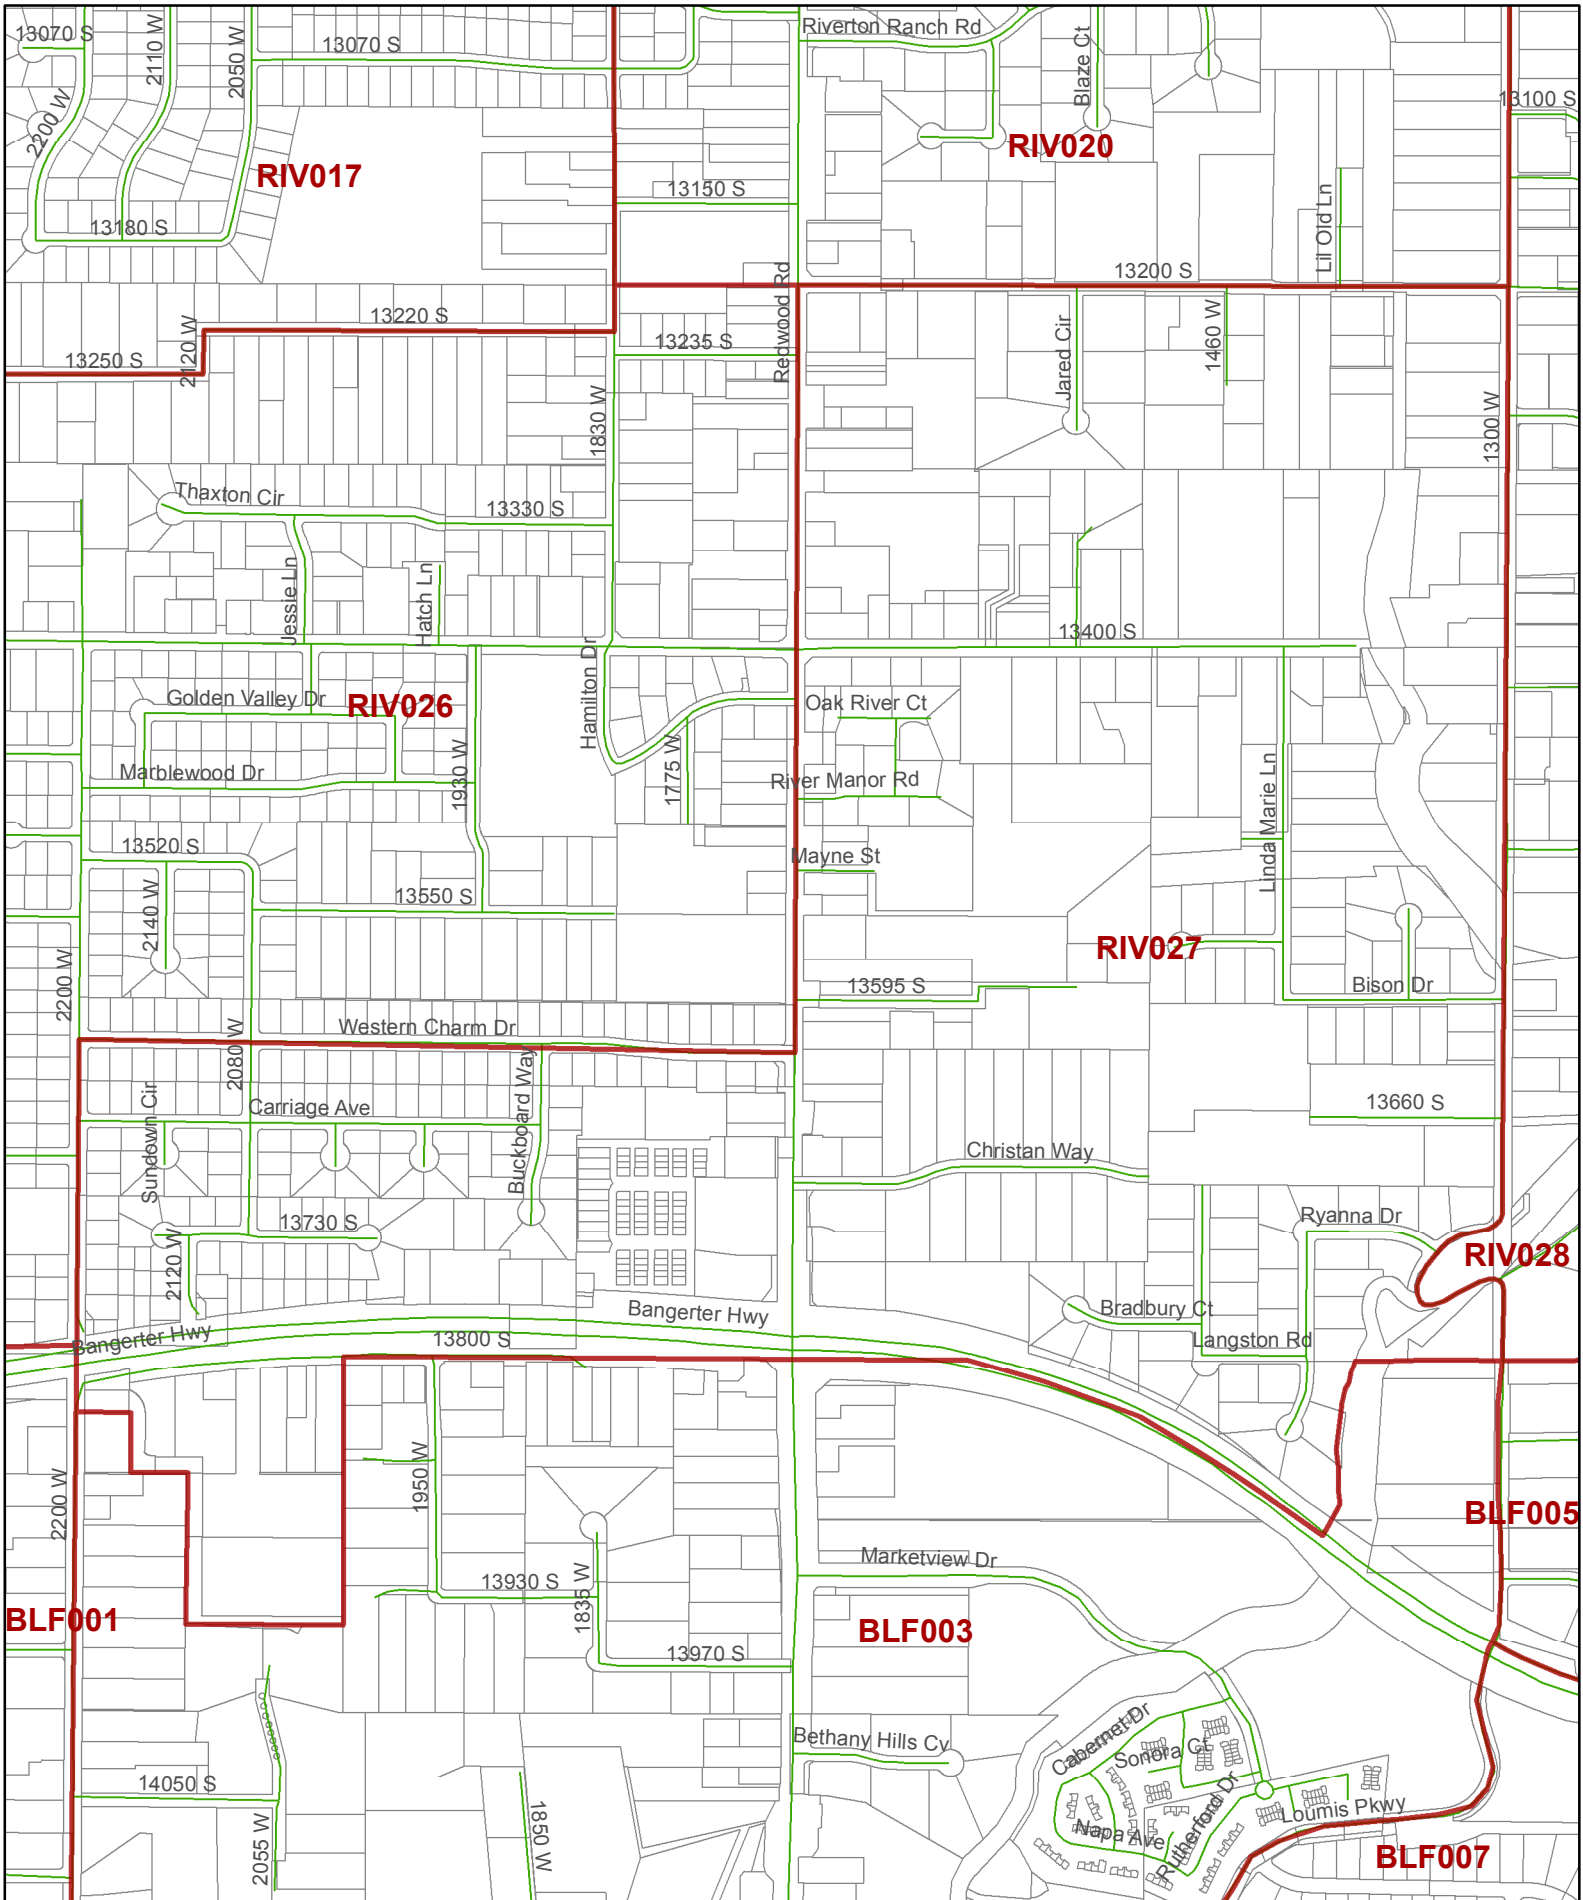 13070 S
2110 W
2050 W
13070 S
Riverton Ranch Rd
Blaze Ct
13100 S
2200 W
RIV017
RIV020
13150 S
13180 S
Lil Old Ln
13200 S
Redwood Rd
13220 S
2120 W
13250 S
13235 S
Jared Cir
1460 W
1830 W
1300 W
Thaxton Cir
13330 S
Jessie Ln
Hatch Ln
13400 S
Hamilton Dr
Golden Valley Dr
RIV026
Oak River Ct
Marblewood Dr
1930 W
1775 W
River Manor Rd
Linda Marie Ln
13520 S
Mayne St
13550 S
2140 W
RIV027
2200 W
13595 S
Bison Dr
Western Charm Dr
2080 W
Buckboard Way
Sundown Cir
Carriage Ave
13660 S
Christan Way
13730 S
Ryanna Dr
2120 W
RIV028
Bangerter Hwy
Bradbury Ct
Bangerter Hwy
13800 S
Langston Rd
1950 W
2200 W
BLF005
Marketview Dr
13930 S
1835 W
BLF001
BLF003
13970 S
Cabernet Dr
Bethany Hills Cv
Sonora Ct
14050 S
Rutherford Dr
Loumis Pkwy
2055 W
1850 W
Napa Ave
BLF007